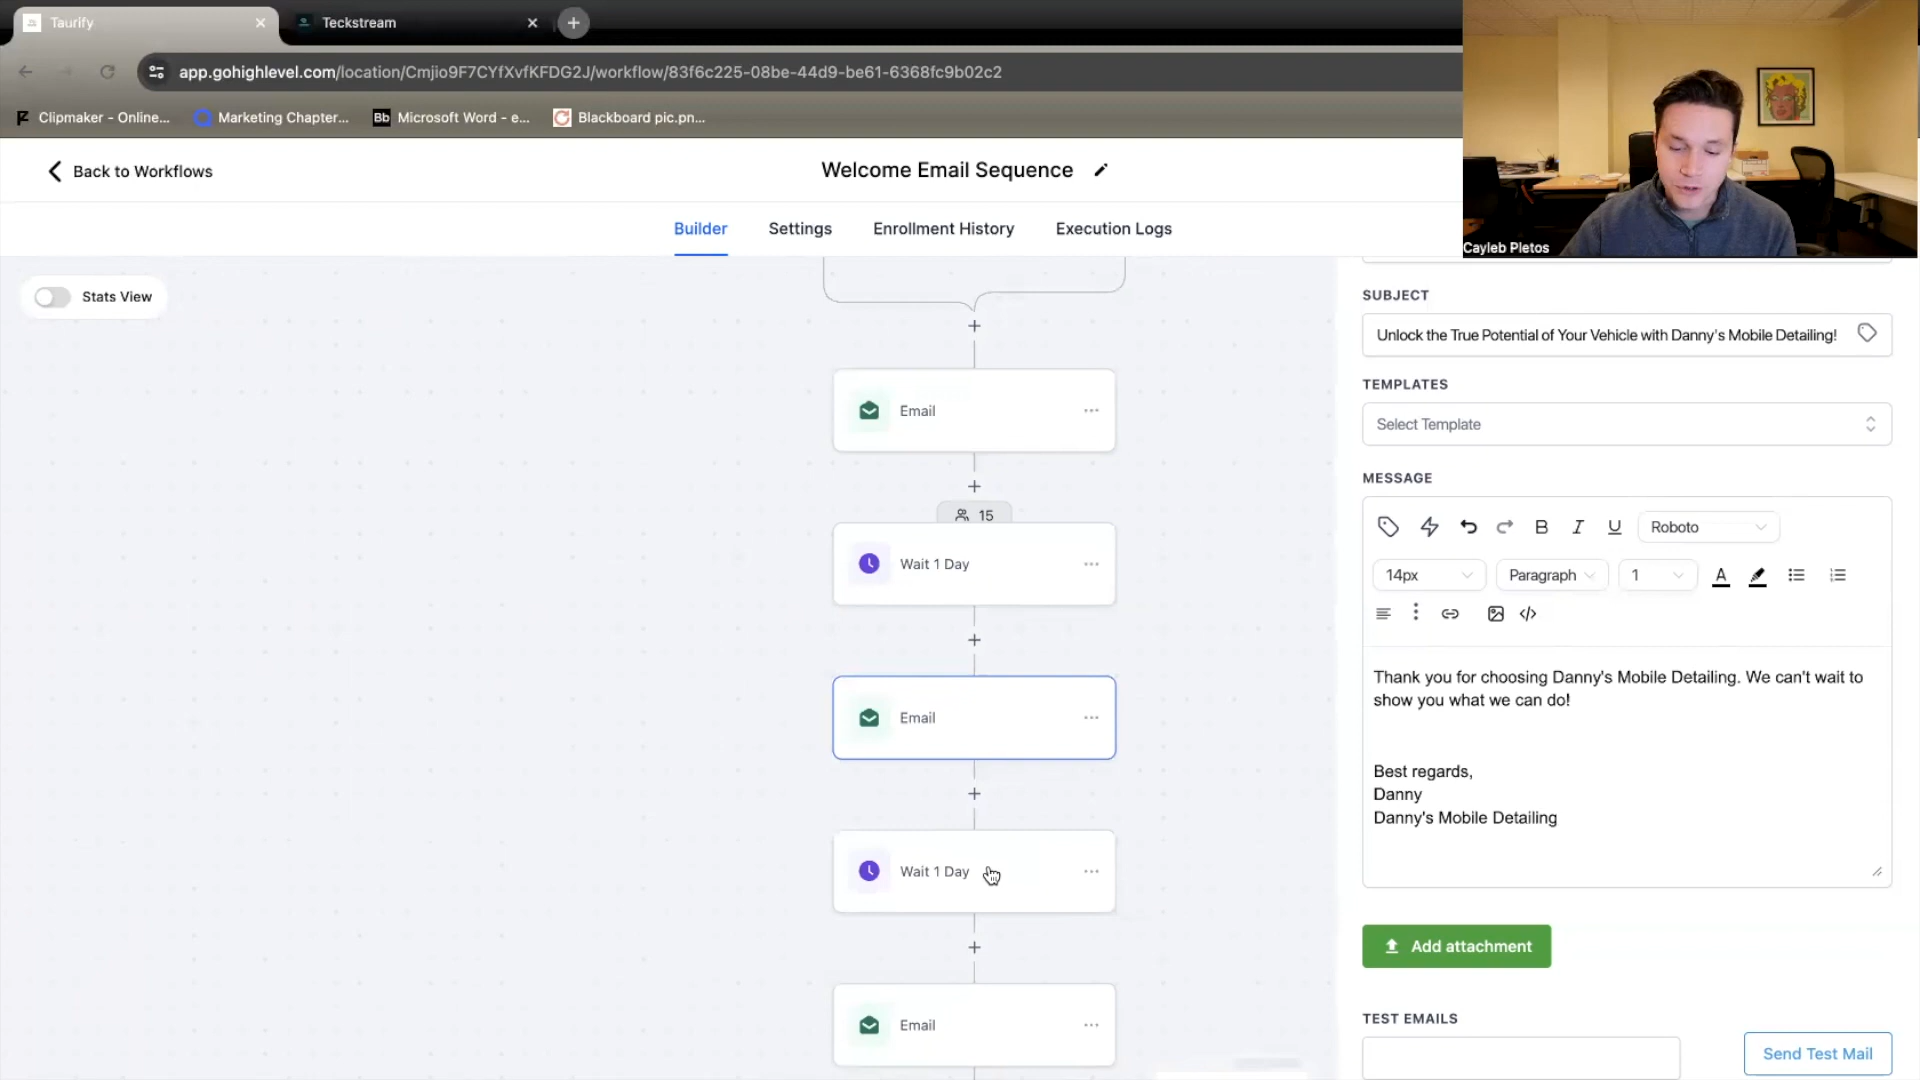 Taurify
Teckstream
app.gohighlevel.com/location/Cmjio9F7CYfXvfKFDG2J/workflow/83f6c225-08be-44d9-be61-6368fc9b02c2
Clipmaker - Online...
Marketing Chapter...
Bb
Microsoft Word - e...
Blackboard pic.pn...
Cayleb Pletos
Back to Workflows
Welcome Email Sequence
Builder
Settings
Enrollment History
Execution Logs
Stats View
Email
15
Wait 1 Day
Email
Wait 1 Day
Email
SUBJECT
Unlock the True Potential of Your Vehicle with Danny's Mobile Detailing!
TEMPLATES
Select Template
MESSAGE
B I U Roboto
14px Paragraph 1 A
Thank you for choosing Danny's Mobile Detailing. We can't wait to
show you what we can do!
Best regards,
Danny
Danny's Mobile Detailing
Add attachment
TEST EMAILS
Send Test Mail